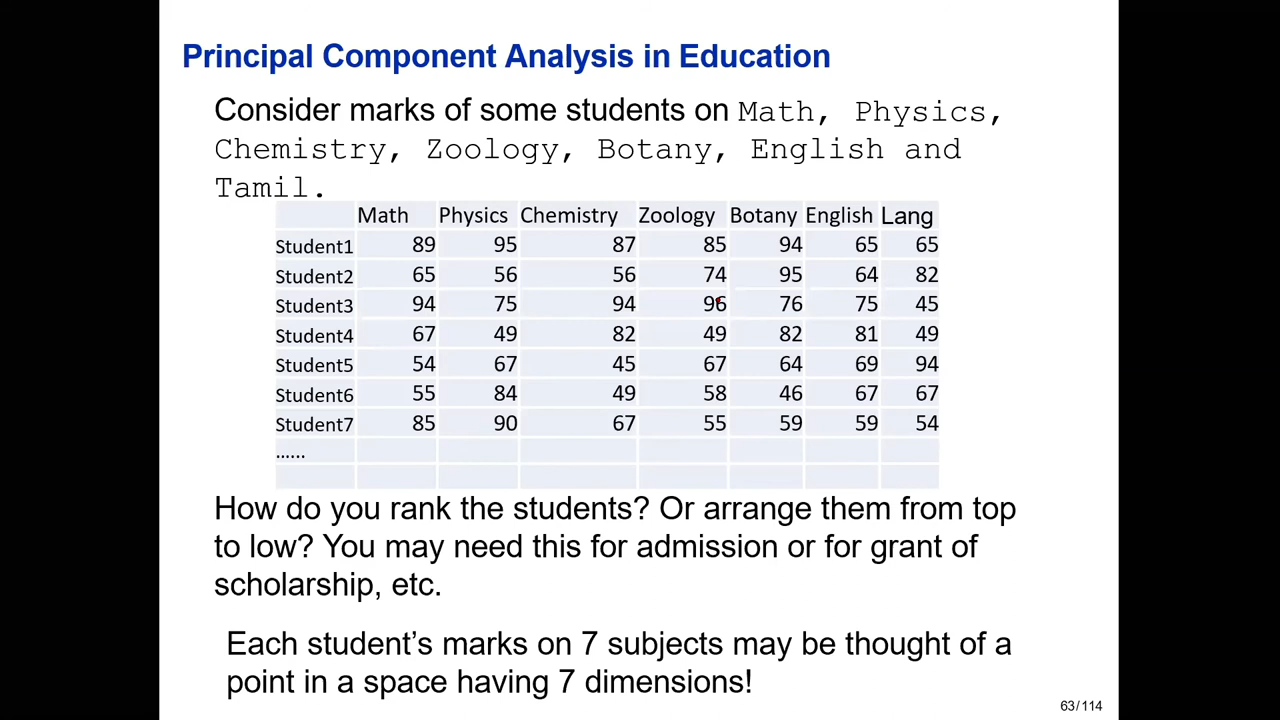 Principal Component Analysis in Education
Consider marks of some students on Math, Physics,
Chemistry, Zoology, Botany, English and
Tamil.
Math Physics Chemistry Zoology Botany English Lang
Student1 89 95 87 85 94 65 65
Student2 65 56 56 74 95 64 82
Student3 94 75 94 96 76 75 45
Student4 67 49 82 49 82 81 49
Student5 54 67 45 67 64 69 94
Student6 55 84 49 58 46 67 67
Student7 85 90 67 55 59 59 54
......
How do you rank the students? Or arrange them from top
to low? You may need this for admission or for grant of
scholarship, etc.
Each student’s marks on 7 subjects may be thought of a
point in a space having 7 dimensions!
63/114